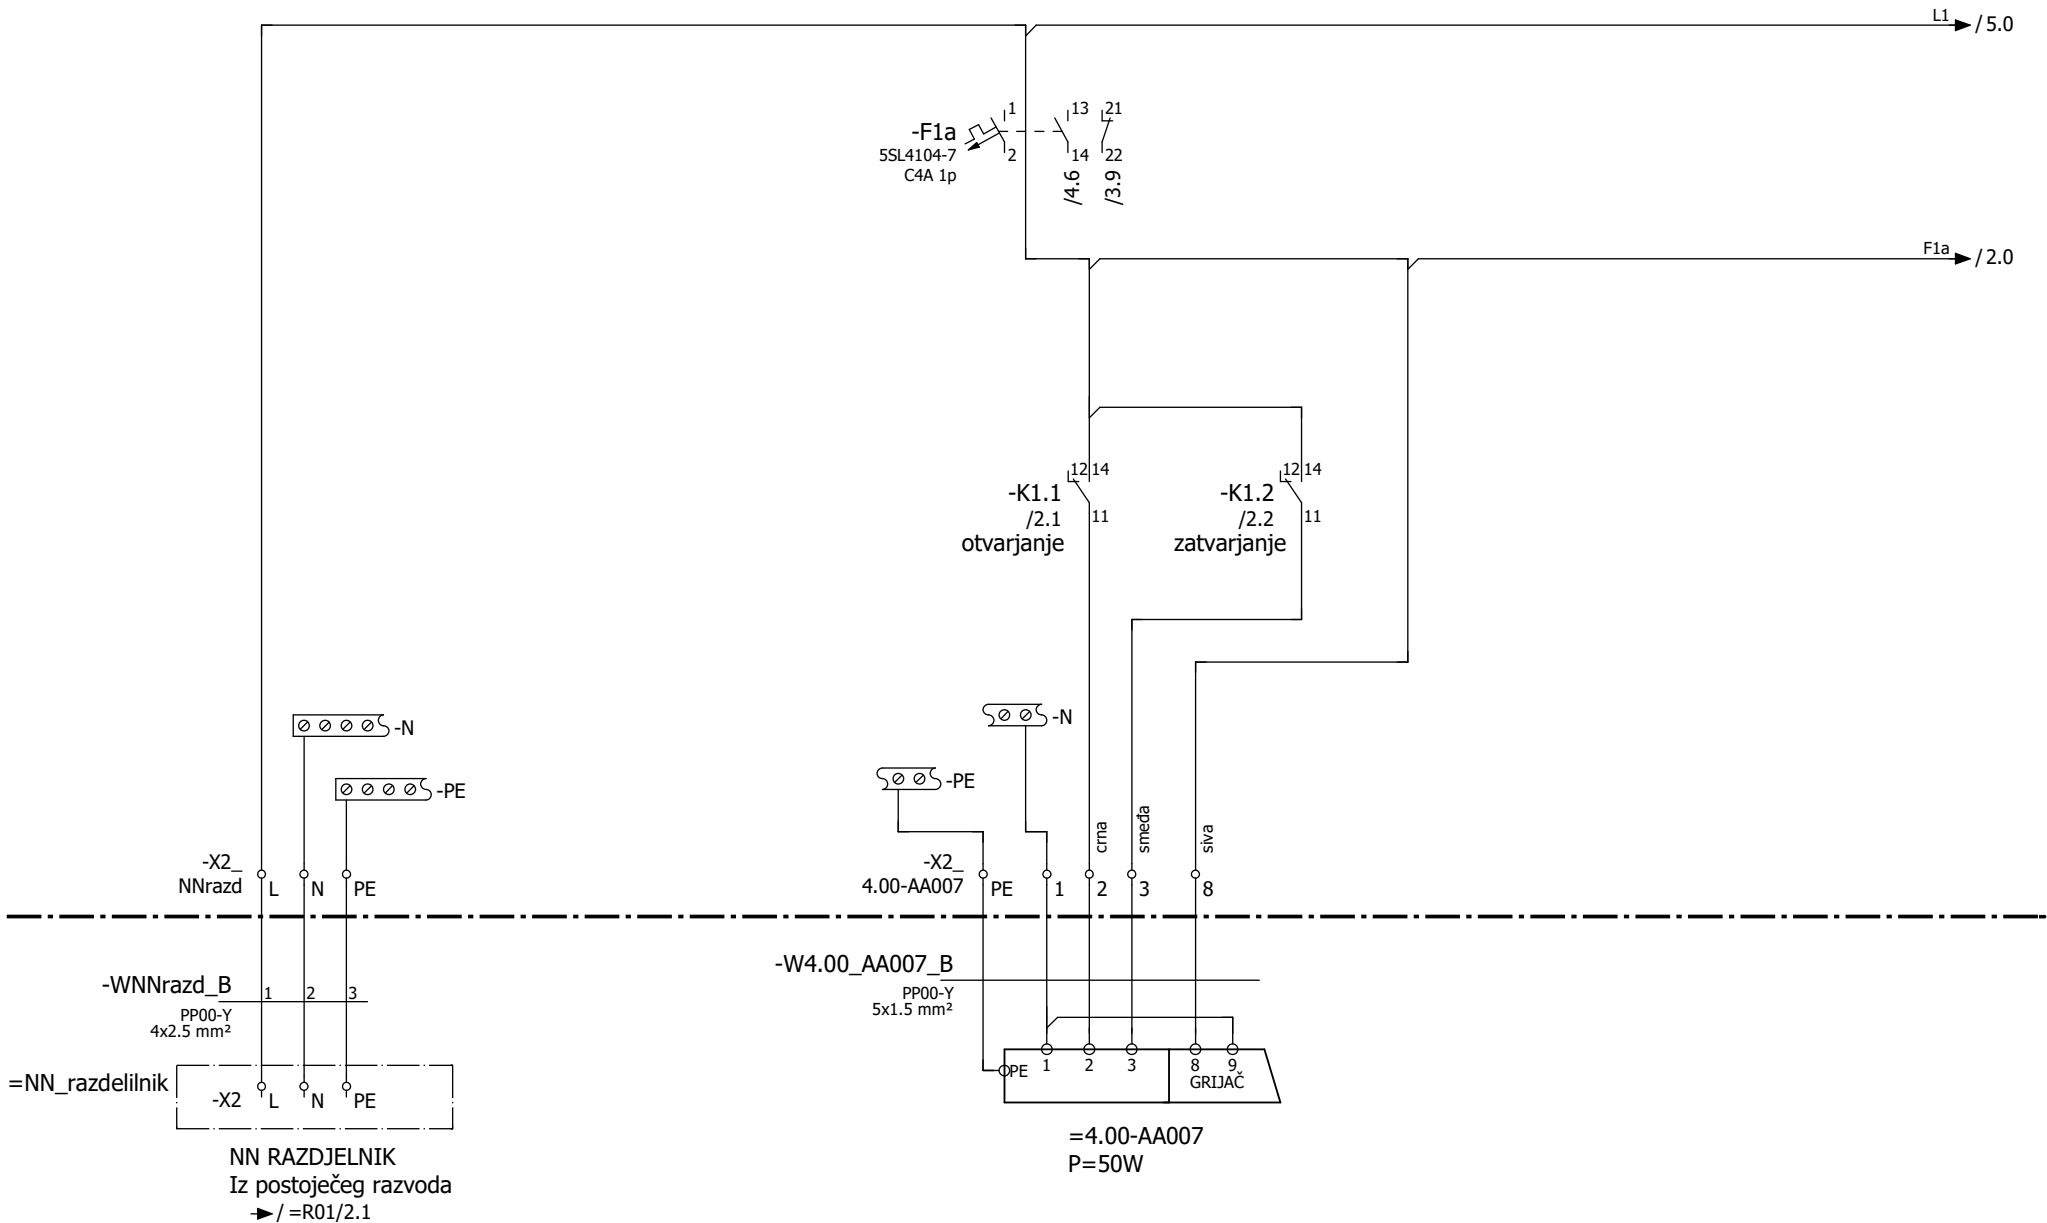 L1
/ 5.0
-F1a
5SL4104-7
C4A 1p
1
2
13
14
/4.6
21
22
/3.9
F1a
/ 2.0
12 14
-K1.1
/2.1
11
otvarjanje
12 14
-K1.2
/2.2
11
zatvarjanje
-N
-PE
-N
-PE
crna
smeđa
siva
-X2_
NNrazd
L
N
PE
-X2_
4.00-AA007
PE
1
2
3
8
-WNNrazd_B
1
2
3
PP00-Y
4x2.5 mm²
-W4.00_AA007_B
PP00-Y
5x1.5 mm²
=NN_razdelilnik
-X2
L
N
PE
PE
1
2
3
8
9
GRIJAČ
NN RAZDJELNIK
Iz postoječeg razvoda
/ =R01/2.1
=4.00-AA007
P=50W